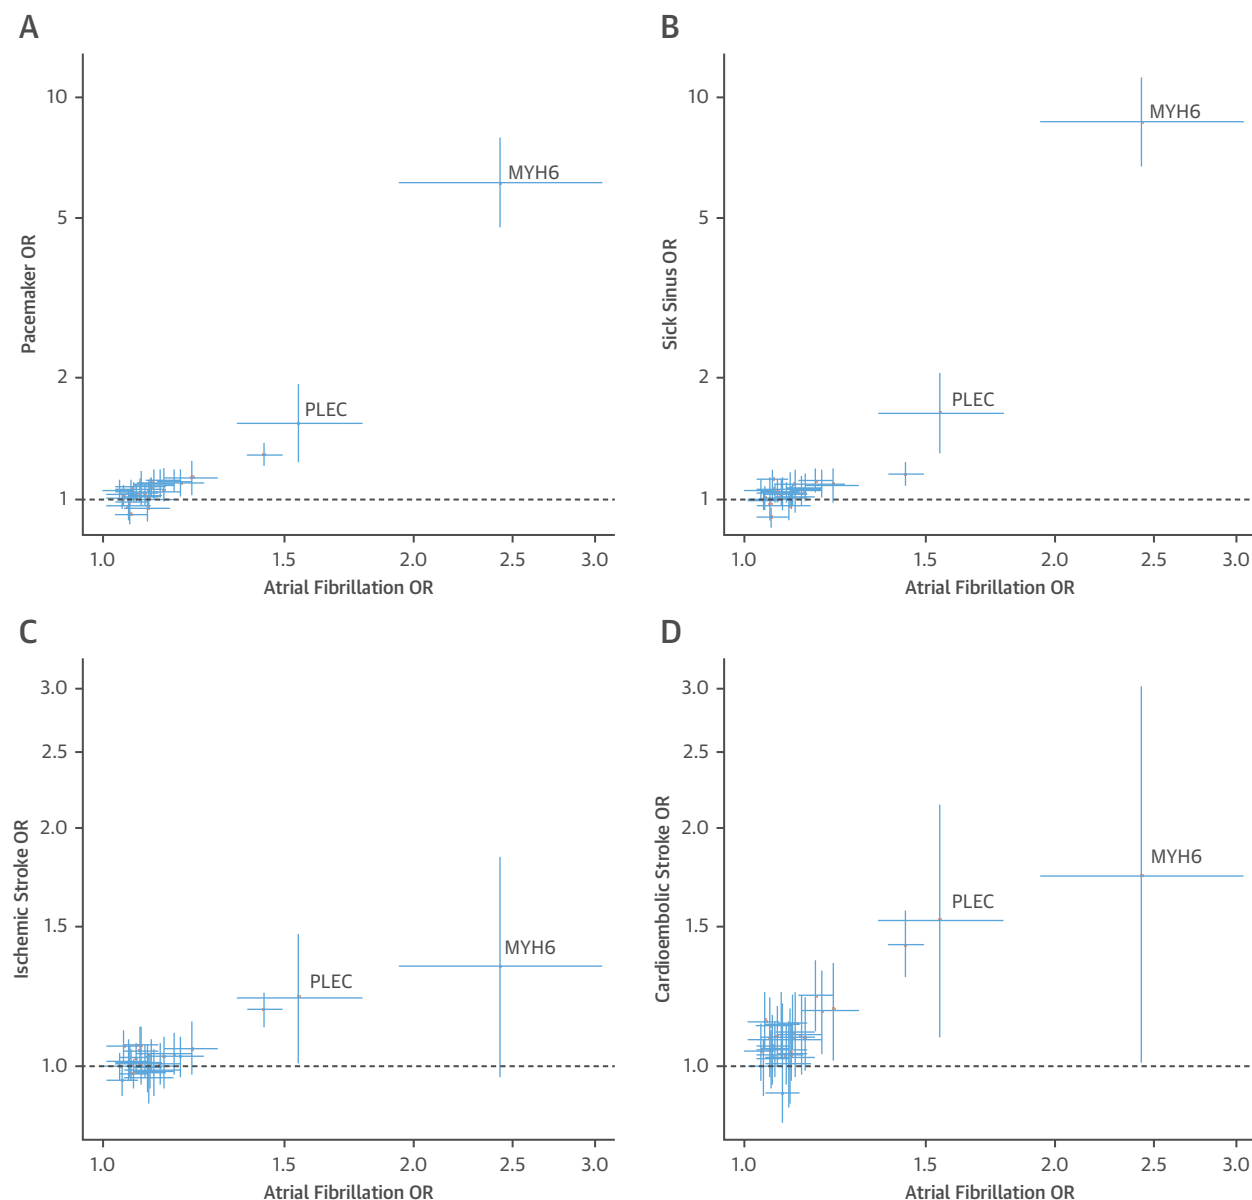 A
10
5
2
1
Pacemaker OR
MYH6
PLEC
1.0 1.5 2.0 2.5 3.0
Atrial Fibrillation OR
B
10
5
2
1
Sick Sinus OR
MYH6
PLEC
1.0 1.5 2.0 2.5 3.0
Atrial Fibrillation OR
C
3.0
2.5
2.0
1.5
1.0
Ischemic Stroke OR
PLEC
MYH6
1.0 1.5 2.0 2.5 3.0
Atrial Fibrillation OR
D
3.0
2.5
2.0
1.5
1.0
Cardioembolic Stroke OR
MYH6
PLEC
1.0 1.5 2.0 2.5 3.0
Atrial Fibrillation OR